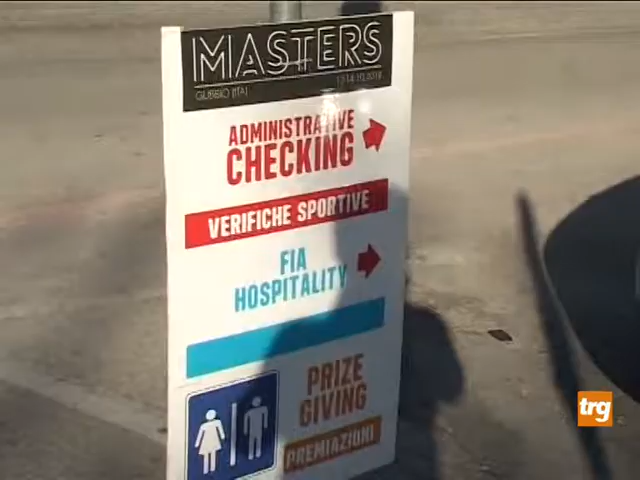 MASTERS
GUBBIO (ITA)
ADMINISTRATIVE
CHECKING
VERIFICHE SPORTIVE
FIA
HOSPITALITY
PRIZE
GIVING
PREMIAZIONI
trg